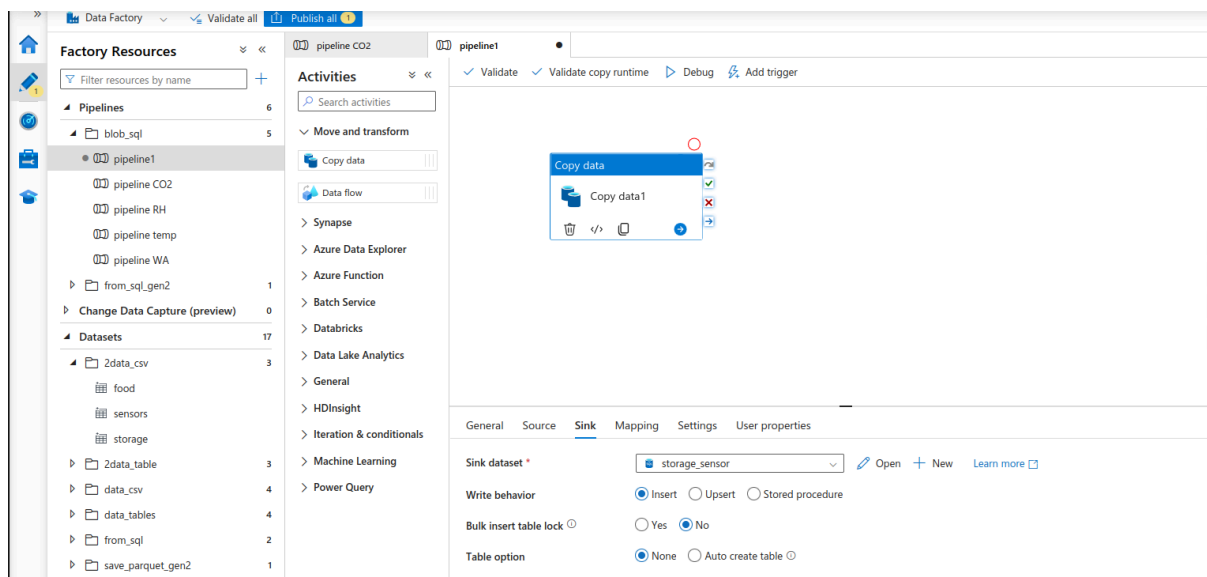 Data Factory
Validate all
Publish all 1
Factory Resources
Filter resources by name
1
Pipelines 6
blob_sql 5
pipeline1
pipeline CO2
pipeline RH
pipeline temp
pipeline WA
from_sql_gen2 1
Change Data Capture (preview) 0
Datasets 17
2data_csv 3
food
sensors
storage
2data_table 3
data_csv 4
data_tables 4
from_sql 2
save_parquet_gen2 1
pipeline CO2
pipeline1
Activities
Search activities
Move and transform
Copy data
Data flow
Synapse
Azure Data Explorer
Azure Function
Batch Service
Databricks
Data Lake Analytics
General
HDInsight
Iteration & conditionals
Machine Learning
Power Query
Validate Validate copy runtime Debug Add trigger
Copy data
Copy data1
General Source Sink Mapping Settings User properties
Sink dataset * storage_sensor Open New Learn more
Write behavior Insert Upsert Stored procedure
Bulk insert table lock Yes No
Table option None Auto create table